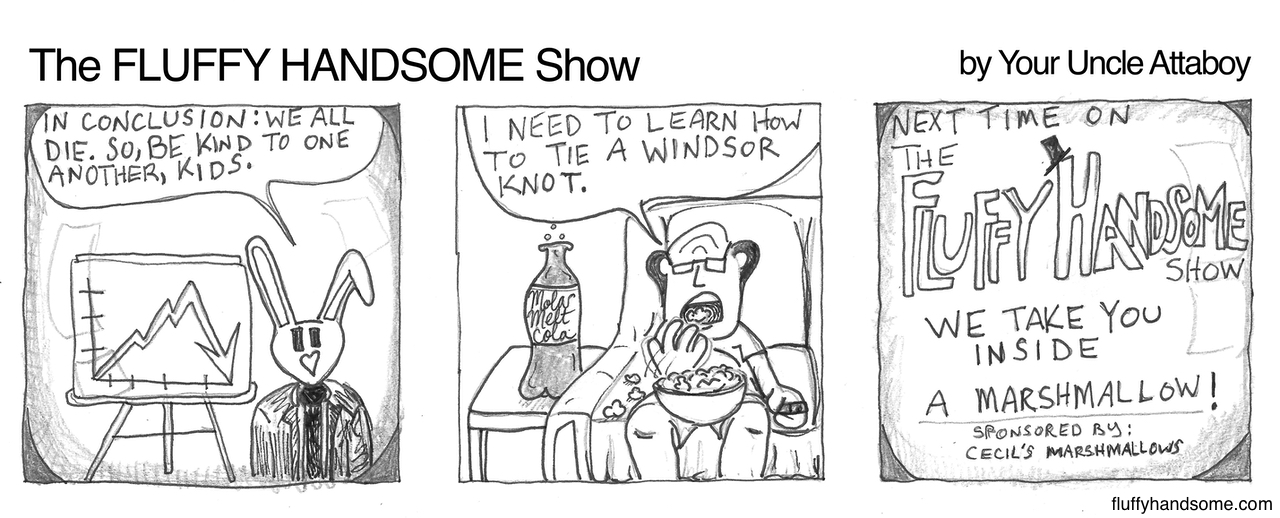 The FLUFFY HANDSOME Show
by Your Uncle Attaboy
IN CONCLUSION: WE ALL
DIE. SO, BE KIND TO ONE
ANOTHER, KIDS.
I NEED TO LEARN HOW
TO TIE A WINDSOR
KNOT.
Molar
Melt
Cola
NEXT TIME ON
THE
FLUFFY HANDSOME
SHOW
WE TAKE YOU
INSIDE
A MARSHMALLOW!
SPONSORED BY:
CECIL'S MARSHMALLOWS
fluffyhandsome.com